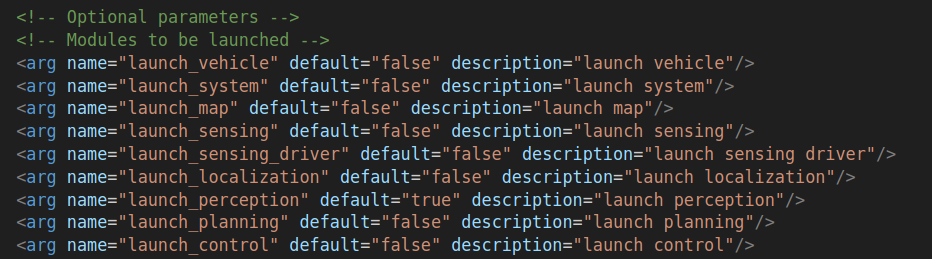 <!-- Optional parameters -->
<!-- Modules to be launched -->
<arg name="launch_vehicle" default="false" description="launch vehicle"/>
<arg name="launch_system" default="false" description="launch system"/>
<arg name="launch_map" default="false" description="launch map"/>
<arg name="launch_sensing" default="false" description="launch sensing"/>
<arg name="launch_sensing_driver" default="false" description="launch sensing driver"/>
<arg name="launch_localization" default="false" description="launch localization"/>
<arg name="launch_perception" default="true" description="launch perception"/>
<arg name="launch_planning" default="false" description="launch planning"/>
<arg name="launch_control" default="false" description="launch control"/>